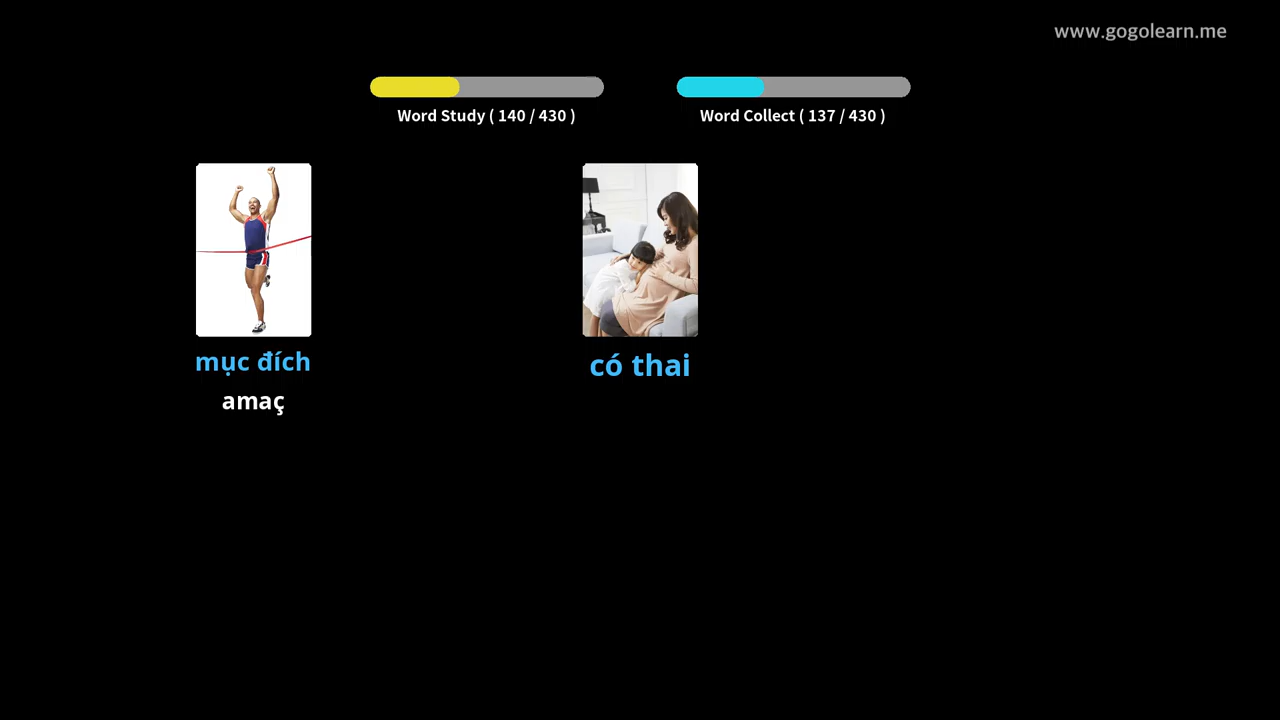 www.gogolearn.me
Word Study ( 140 / 430 )
Word Collect ( 137 / 430 )
mục đích
amaç
có thai